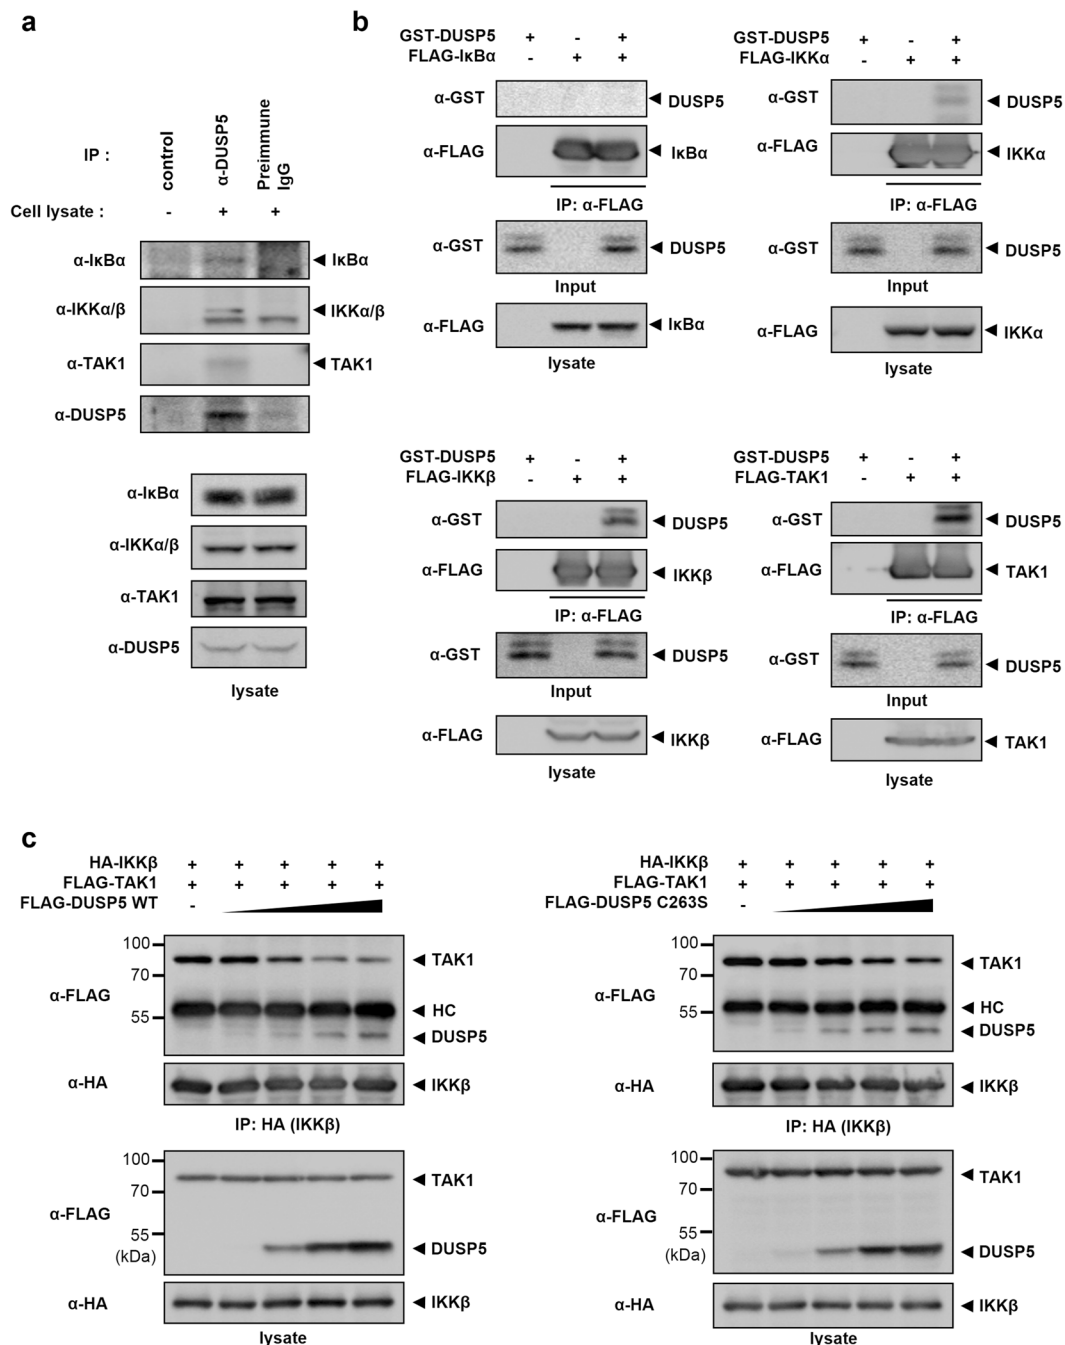 a
IP :
control
α-DUSP5
Preimmune
IgG
Cell lysate : - + +
α-IκBα IκBα
α-IKKα/β IKKα/β
α-TAK1 TAK1
α-DUSP5
α-IκBα
α-IKKα/β
α-TAK1
α-DUSP5
lysate
b
GST-DUSP5 + - +
FLAG-IκBα - + +
α-GST DUSP5
α-FLAG IκBα
IP: α-FLAG
α-GST DUSP5
Input
α-FLAG IκBα
lysate
GST-DUSP5 + - +
FLAG-IKKα - + +
α-GST DUSP5
α-FLAG IKKα
IP: α-FLAG
α-GST DUSP5
Input
α-FLAG IKKα
lysate
GST-DUSP5 + - +
FLAG-IKKβ - + +
α-GST DUSP5
α-FLAG IKKβ
IP: α-FLAG
α-GST DUSP5
Input
α-FLAG IKKβ
lysate
GST-DUSP5 + - +
FLAG-TAK1 - + +
α-GST DUSP5
α-FLAG TAK1
IP: α-FLAG
α-GST DUSP5
Input
α-FLAG TAK1
lysate
c
HA-IKKβ + + + + +
FLAG-TAK1 + + + + +
FLAG-DUSP5 WT -
100
TAK1
70
α-FLAG
HC
55
DUSP5
α-HA IKKβ
IP: HA (IKKβ)
100
TAK1
70
α-FLAG
55
(kDa)
DUSP5
α-HA IKKβ
lysate
HA-IKKβ + + + + +
FLAG-TAK1 + + + + +
FLAG-DUSP5 C263S -
100
TAK1
70
α-FLAG
HC
55
DUSP5
α-HA IKKβ
IP: HA (IKKβ)
100
TAK1
70
α-FLAG
55
(kDa)
DUSP5
α-HA IKKβ
lysate